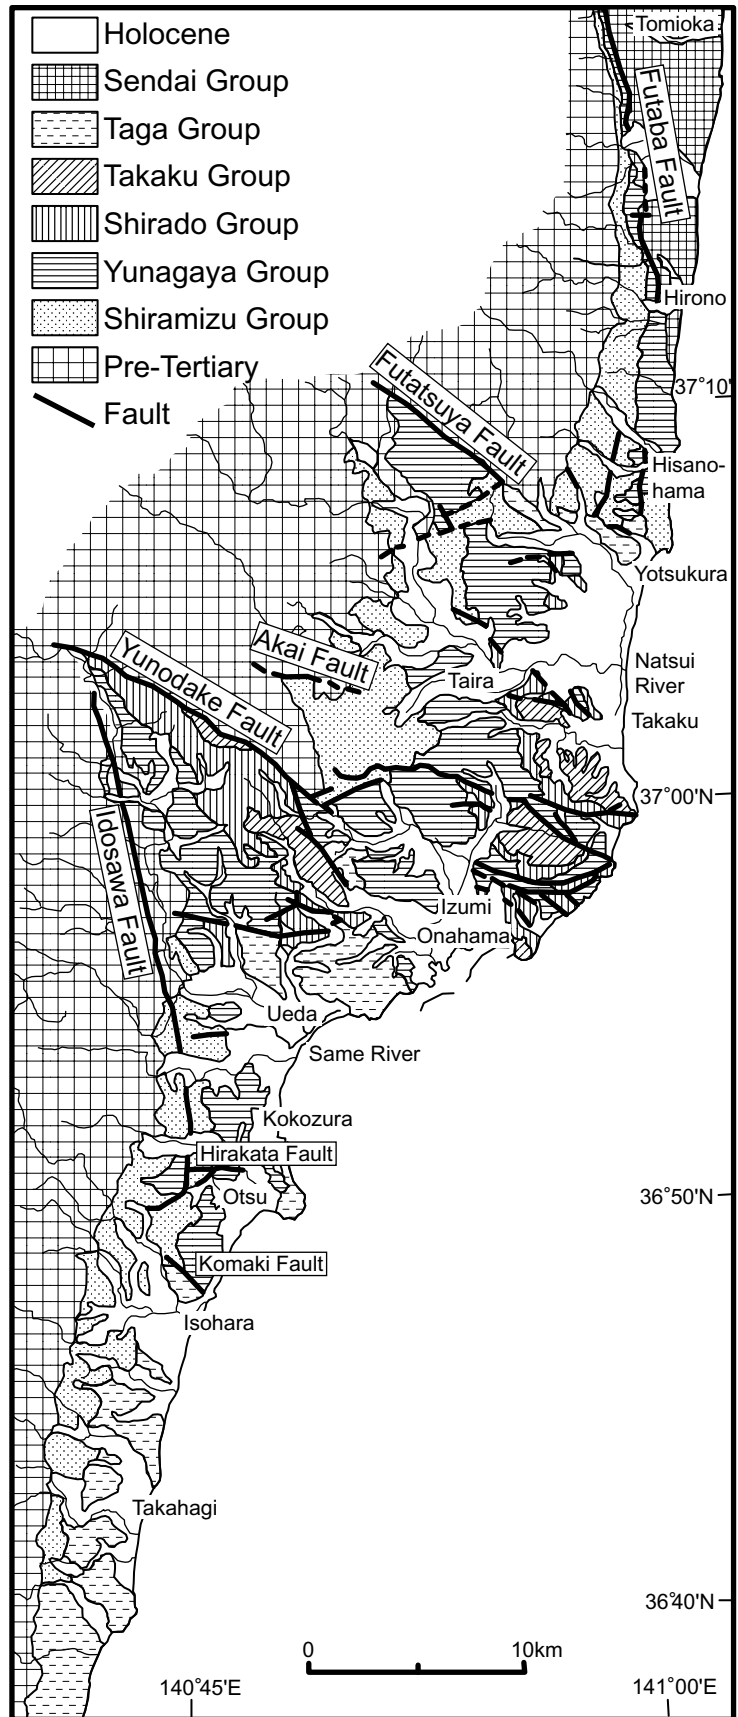 Holocene
Sendai Group
Taga Group
Takaku Group
Shirado Group
Yunagaya Group
Shiramizu Group
Pre-Tertiary
Fault
Tomioka
Futaba Fault
Hirono
37°10'
Futatsuya Fault
Hisano-
hama
Yotsukura
Akai Fault
Yunodake Fault
Natsui
River
Taira
Takaku
37°00'N
Idosawa Fault
Izumi
Onahama
Ueda
Same River
Kokozura
Hirakata Fault
Otsu
36°50'N
Komaki Fault
Isohara
Takahagi
36°40'N
0
10km
140°45'E
141°00'E